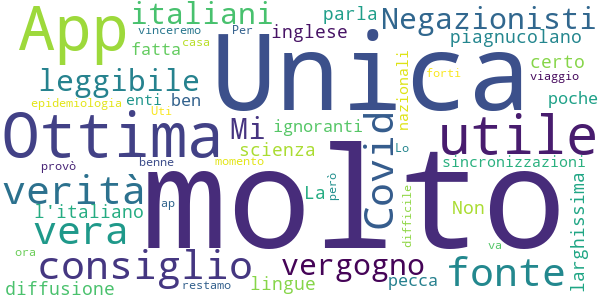 App
italiani
vinceremo
Per
parla
Negazionisti
fatta
casa
inglese
piagnucolano
Unica
leggibile
certo
epidemiologia
enti
ben
Uti
nazionali
forti
viaggio
poche
Ottima
Mi
ignoranti
Covid
utile
scienza
Lo
provò
benne
momento
sincronizzazioni
verità
molto
La
però
l'italiano
ap
Non
vera
difficile
larghissima
ora
consiglio
vergogno
va
fonte
diffusione
restamo
lingue
pecca